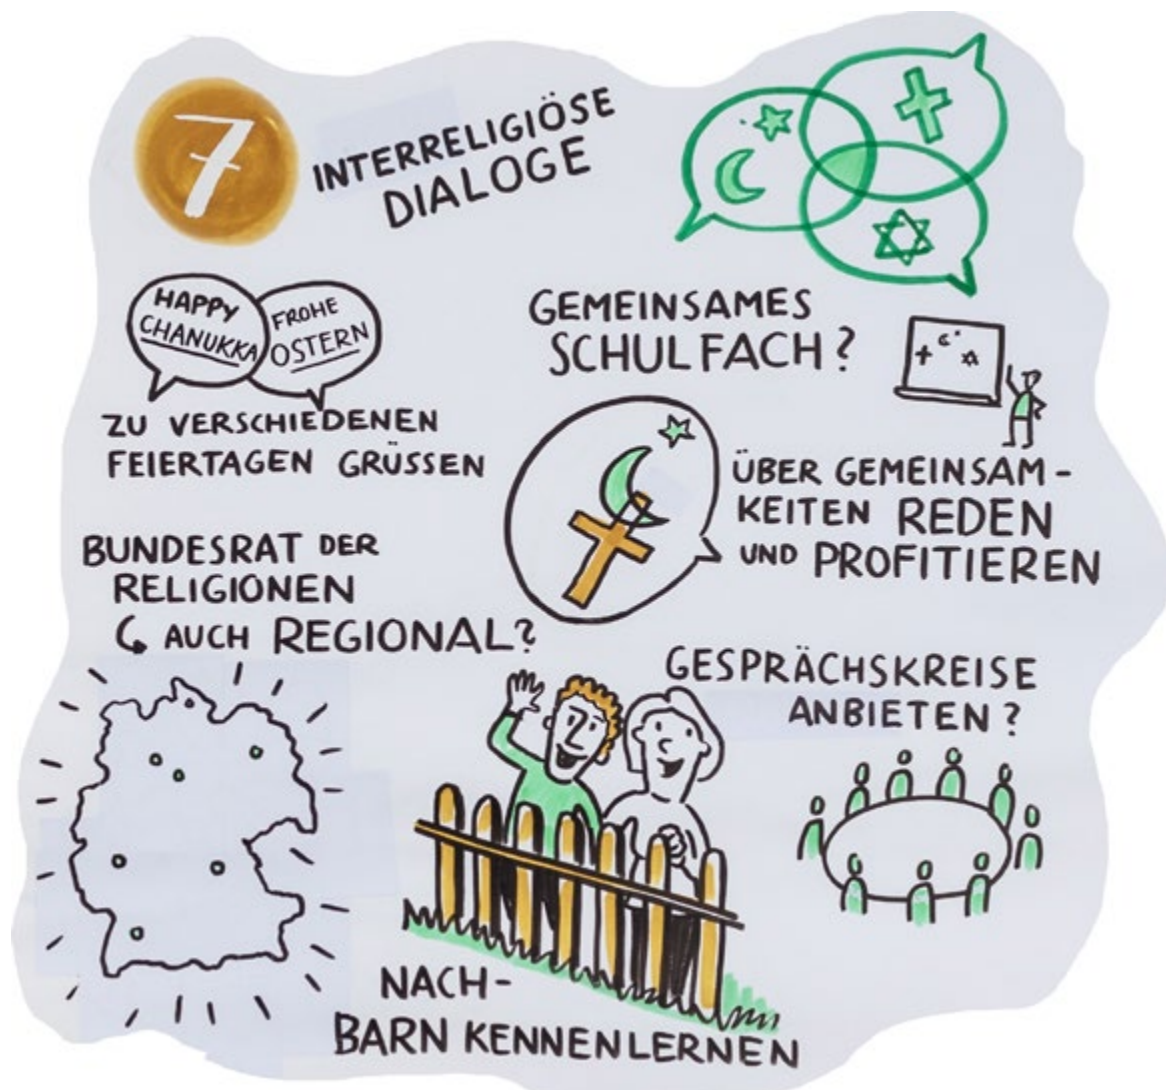 7
INTERRELIGIÖSE
DIALOGE
HAPPY
CHANUKKA
FROHE
OSTERN
ZU VERSCHIEDENEN
FEIERTAGEN GRÜSSEN
GEMEINSAMES
SCHULFACH?
ÜBER GEMEINSAM-
KEITEN REDEN
UND PROFITIEREN
BUNDESRAT DER
RELIGIONEN
AUCH REGIONAL?
GESPRÄCHSKREISE
ANBIETEN?
NACH-
BARN KENNENLERNEN